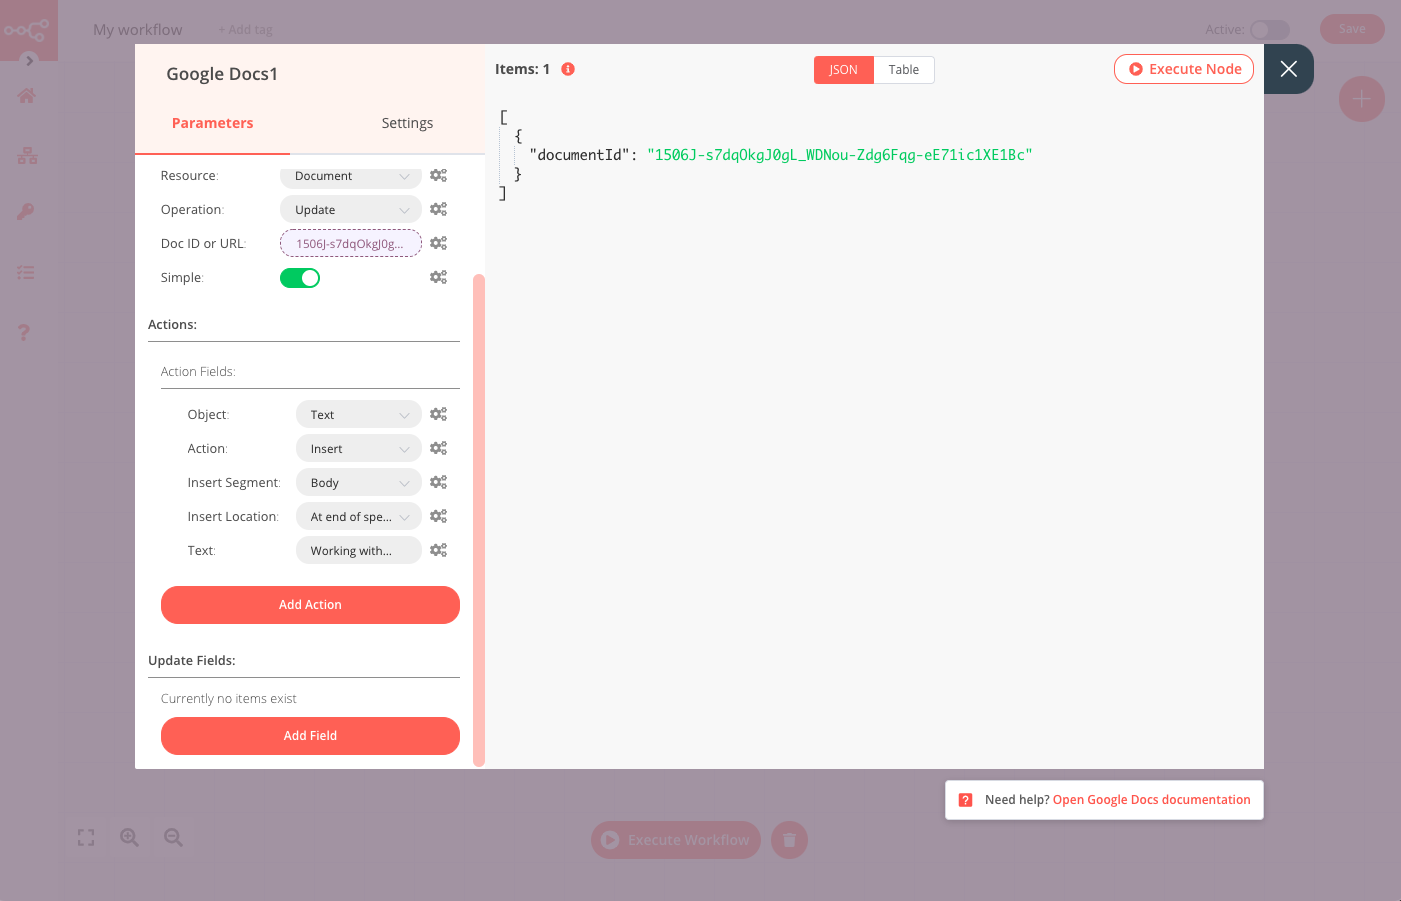 My workflow
+ Add tag
Active:
Save
Google Docs1
Parameters
Settings
Resource:
Document
Operation:
Update
Doc ID or URL:
1506J-s7dqOkgJ0g...
Simple:
Actions:
Action Fields:
Object:
Text
Action:
Insert
Insert Segment:
Body
Insert Location:
At end of spe...
Text:
Working with...
Add Action
Update Fields:
Currently no items exist
Add Field
Items: 1
JSON
Table
Execute Node
[
{
"documentId": "1506J-s7dqOkgJ0gL_WDNou-Zdg6Fqg-eE71ic1XE1Bc"
}
]
Need help? Open Google Docs documentation
Execute Workflow